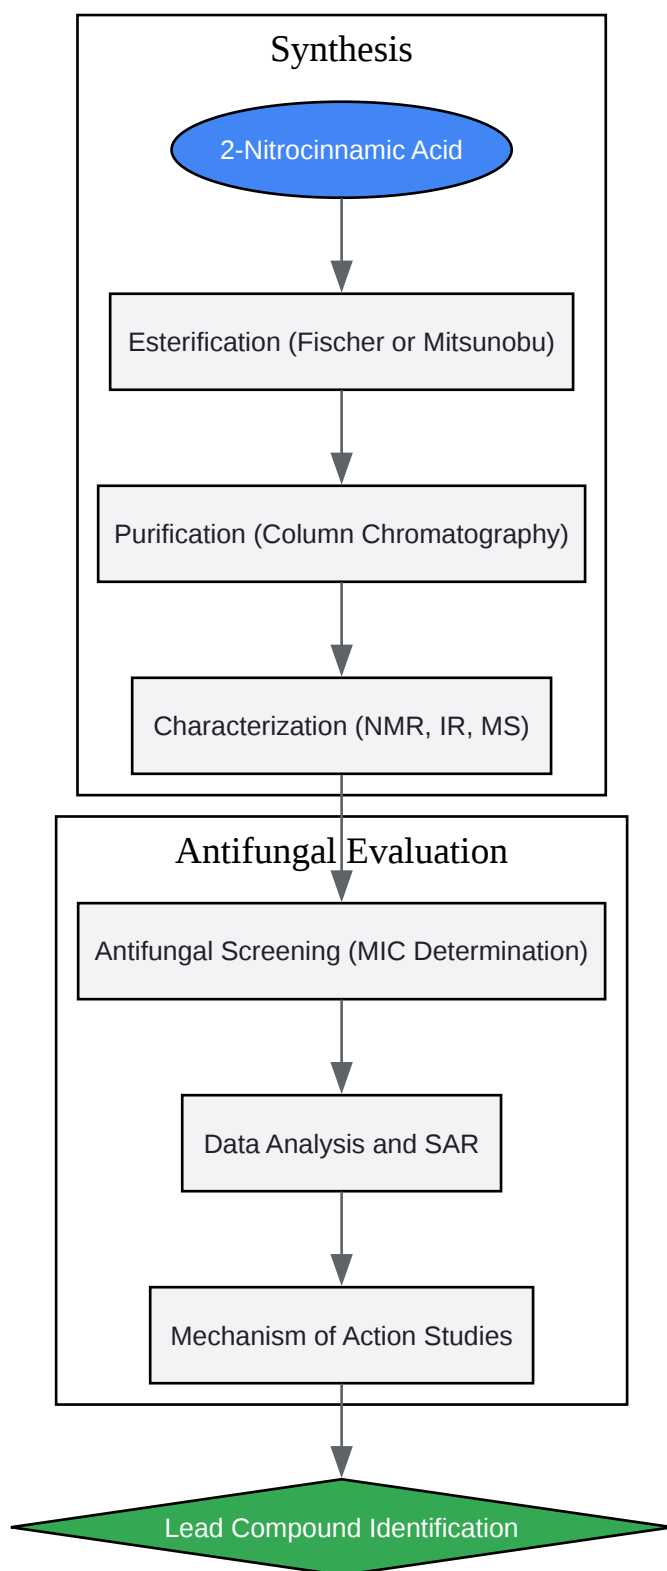 Synthesis
2-Nitrocinnamic Acid
Esterification (Fischer or Mitsunobu)
Purification (Column Chromatography)
Characterization (NMR, IR, MS)
Antifungal Evaluation
Antifungal Screening (MIC Determination)
Data Analysis and SAR
Mechanism of Action Studies
Lead Compound Identification